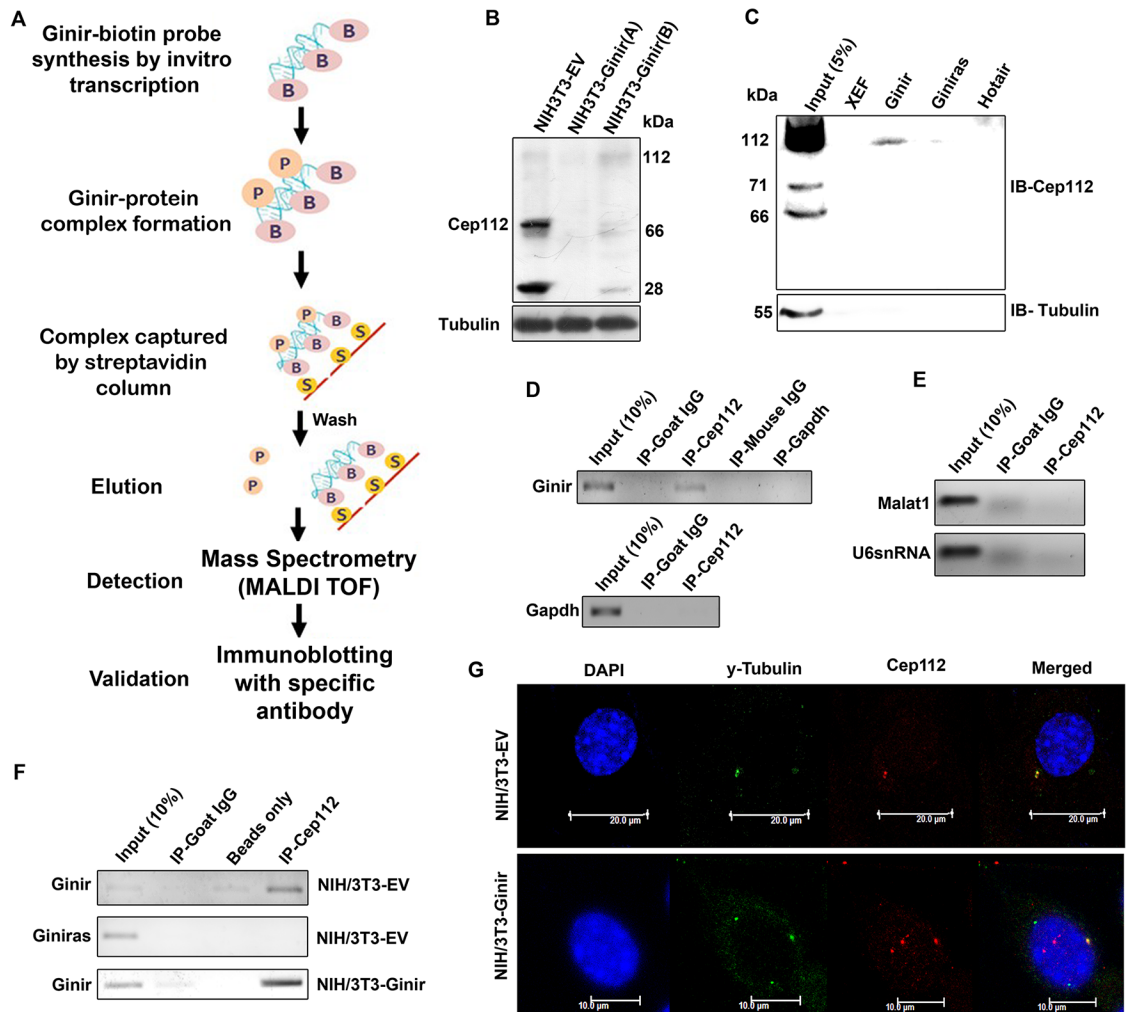 A
Ginir-biotin probe
synthesis by invitro
transcription
B
B
B
Ginir-protein
complex formation
P
P
B
B
B
Complex captured
by streptavidin
column
P
B
S
P
B
S
B
S
Wash
Elution
P
P
B
S
B
S
B
S
Detection
Mass Spectrometry
(MALDI TOF)
Validation
Immunoblotting
with specific
antibody
B
NIH3T3-EV
NIH3T3-Ginir(A)
NIH3T3-Ginir(B)
kDa
112
Cep112
66
28
Tubulin
C
kDa
Input (5%)
XEF
Ginir
Giniras
Hotair
112
71
66
IB-Cep112
55
IB- Tubulin
D
Input (10%)
IP-Goat IgG
IP-Cep112
IP-Mouse IgG
IP-Gapdh
Ginir
Input (10%)
IP-Goat IgG
IP-Cep112
Gapdh
E
Input (10%)
IP-Goat IgG
IP-Cep112
Malat1
U6snRNA
F
Input (10%)
IP-Goat IgG
Beads only
IP-Cep112
Ginir
NIH/3T3-EV
Giniras
NIH/3T3-EV
Ginir
NIH/3T3-Ginir
G
DAPI
y-Tubulin
Cep112
Merged
NIH/3T3-EV
20.0 µm
20.0 µm
20.0 µm
20.0 µm
NIH/3T3-Ginir
10.0 µm
10.0 µm
10.0 µm
10.0 µm